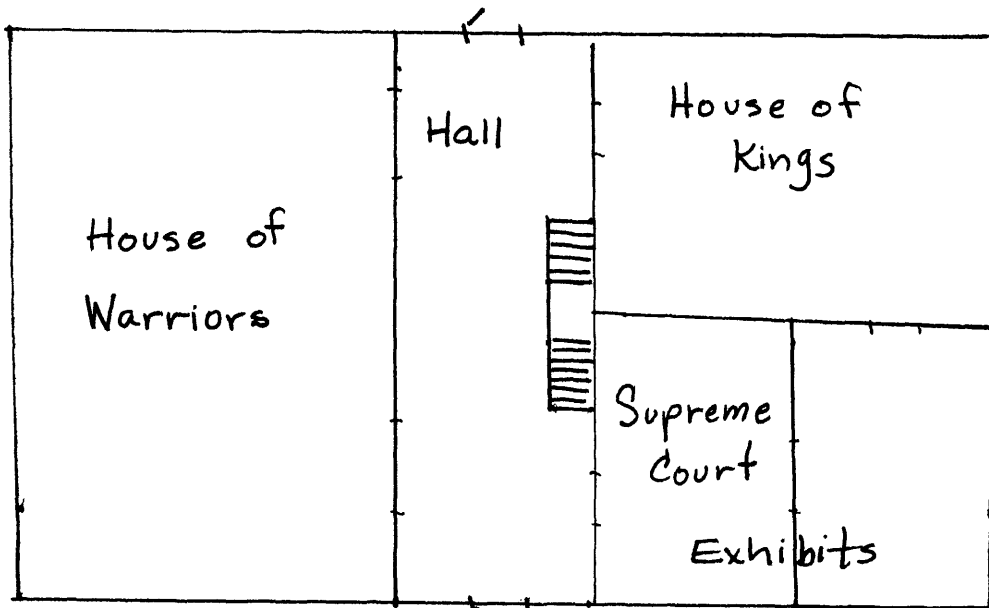 Hall
House of
Kings
House of
Warriors
Supreme
Court
Exhibits